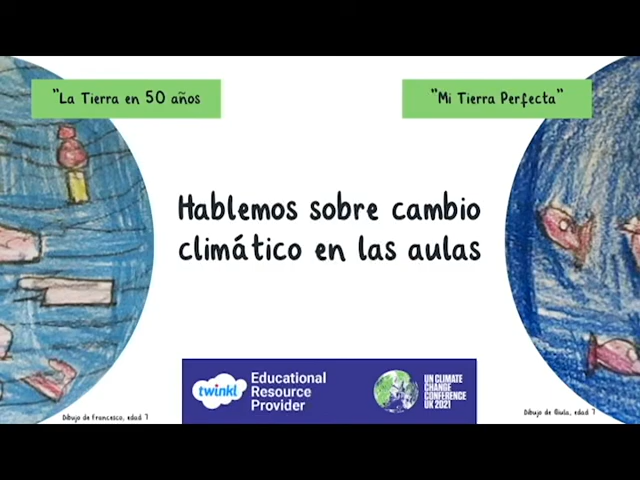 "La Tierra en 50 años
"Mi Tierra Perfecta"
Hablemos sobre cambio
climático en las aulas
twinkl
Educational
Resource
Provider
UN CLIMATE
CHANGE
CONFERENCE
UK 2021
Dibujo de Francesco, edad 7
Dibujo de Giula, edad 7